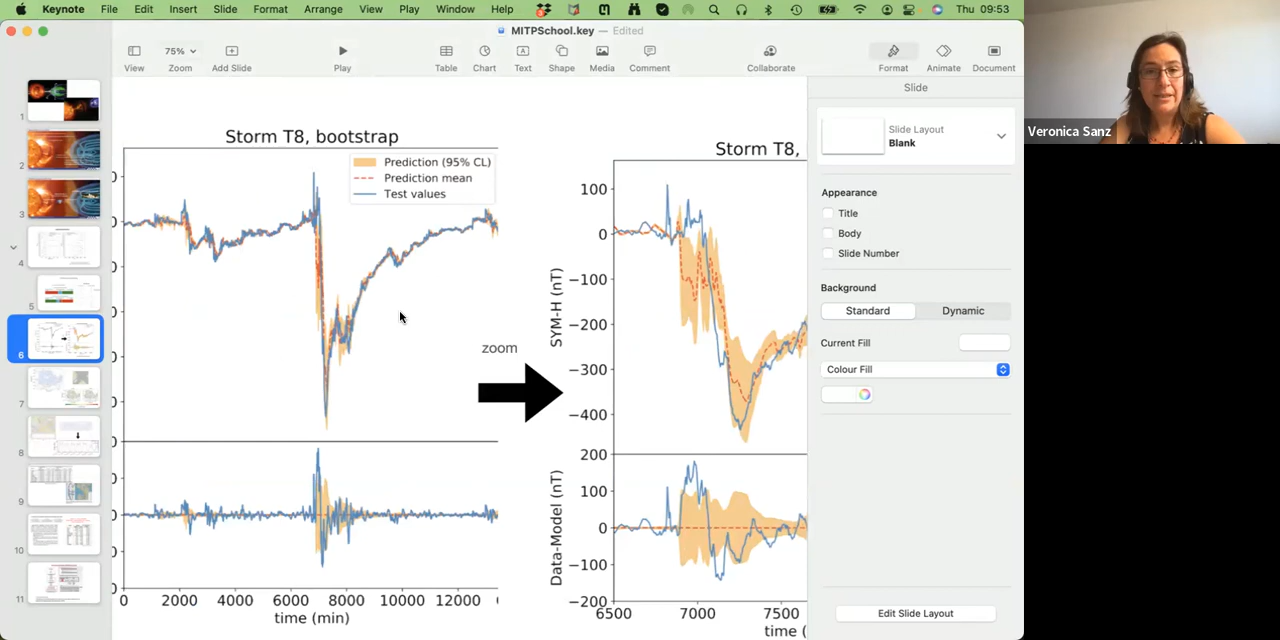 Keynote File Edit Insert Slide Format Arrange View Play Window Help Thu 09:53
MITPSchool.key — Edited
75%
View Zoom Add Slide Play Table Chart Text Shape Media Comment Collaborate Format Animate Document
Slide
Slide Layout
Blank
Appearance
Title
Body
Slide Number
Background
Standard Dynamic
Current Fill
Colour Fill
Edit Slide Layout
Veronica Sanz
1
2
3
4
5
6
7
8
9
10
11
Storm T8, bootstrap
Prediction (95% CL)
Prediction mean
Test values
0 2000 4000 6000 8000 10000 12000
time (min)
zoom
Storm T8,
100
0
−100
−200
−300
−400
SYM-H (nT)
200
100
0
−100
−200
Data-Model (nT)
6500 7000 7500
time (